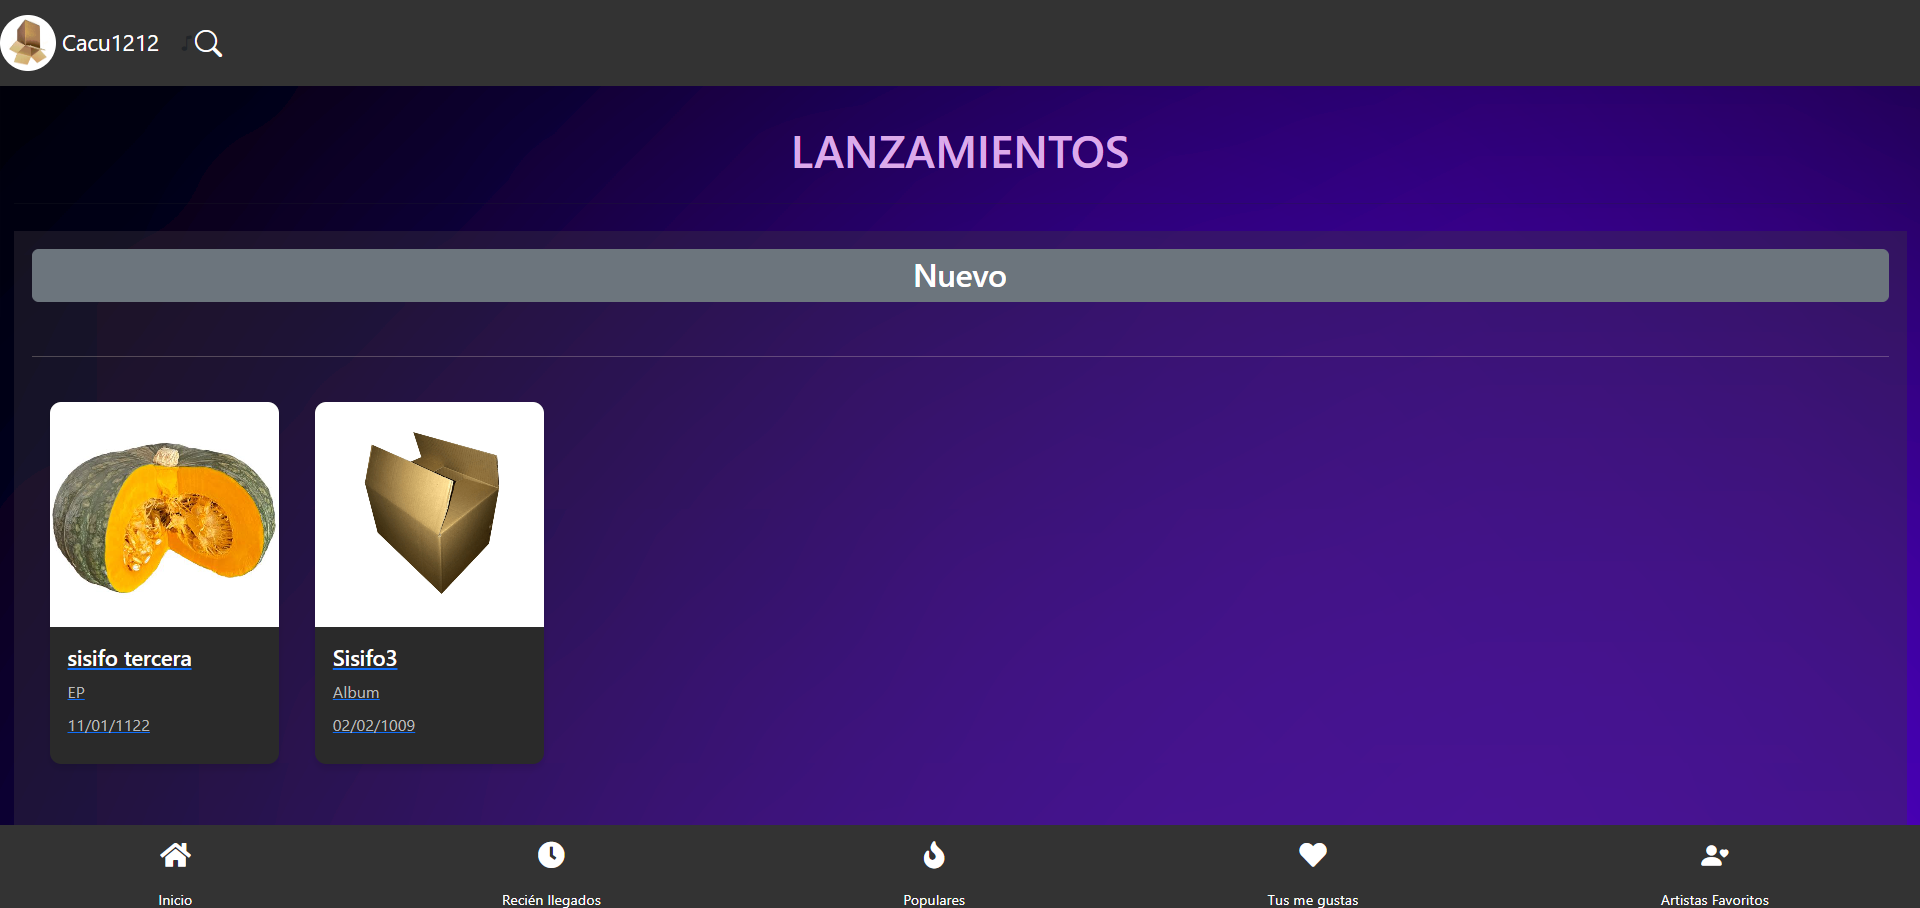 Cacu1212
LANZAMIENTOS
Nuevo
sisifo tercera
EP
11/01/1122
Sisifo3
Album
02/02/1009
Inicio
Recién llegados
Populares
Tus me gustas
Artistas Favoritos